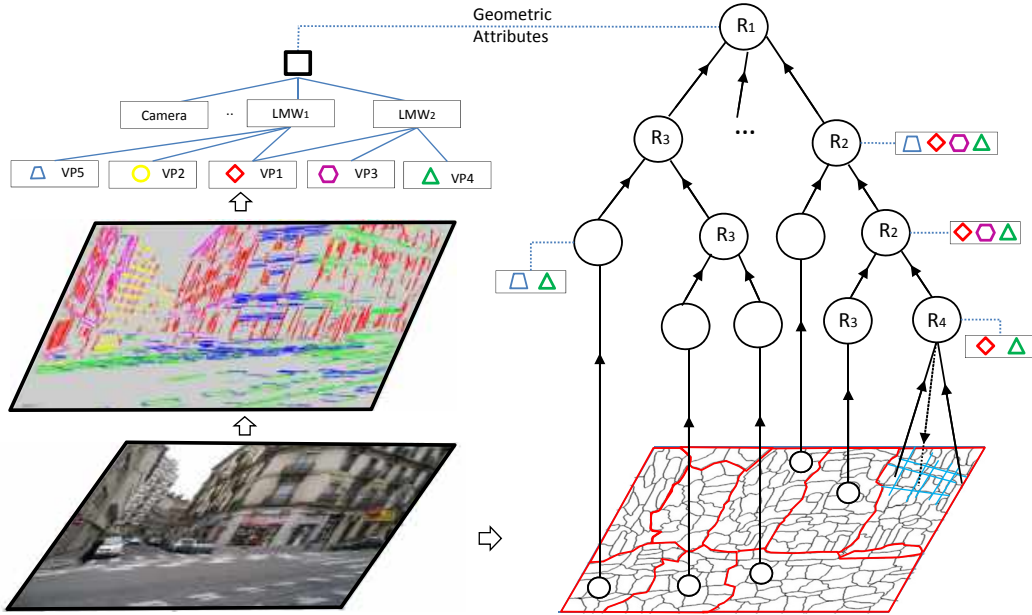 Geometric
Attributes
R1
Camera .. LMW1 LMW2
VP5 VP2 VP1 VP3 VP4
R3
...
R2
R3
R2
R3
R4